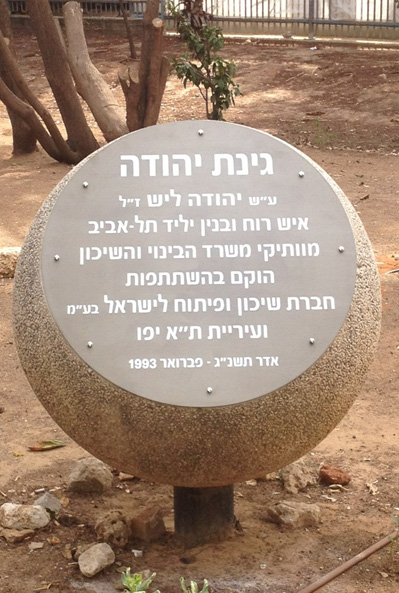 גינת יהודה
ע״ש יהודה ליש ז״ל
איש רוח ובנין יליד תל-אביב
מוותיקי משרד הבינוי והשיכון
הוקם בהשתתפות
חברת שיכון ופיתוח לישראל בע״מ
ועיריית ת״א יפו
אדר תשנ״ג - פברואר 1993